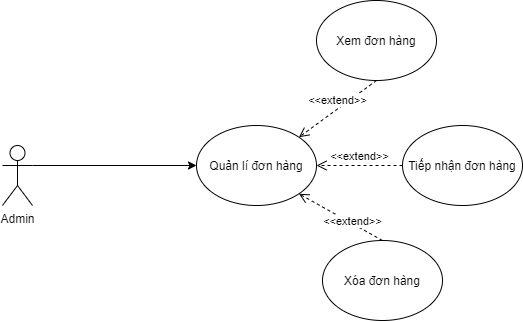 Xem đơn hàng
<<extend>>
Quản lí đơn hàng
<<extend>>
Tiếp nhận đơn hàng
Admin
<<extend>>
Xóa đơn hàng